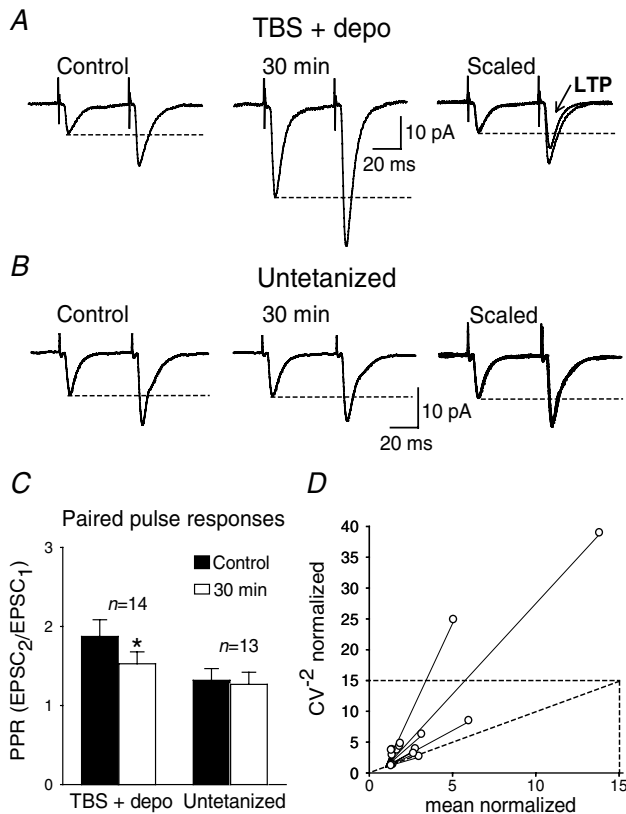 A
TBS + depo
Control
30 min
Scaled
LTP
10 pA
20 ms
B
Untetanized
Control
30 min
Scaled
10 pA
20 ms
C
Paired pulse responses
PPR (EPSC2/EPSC1)
3
2
1
0
Control
30 min
n=14
*
n=13
TBS + depo
Untetanized
D
CV-2 normalized
40
35
30
25
20
15
10
5
0
0
5
10
15
mean normalized